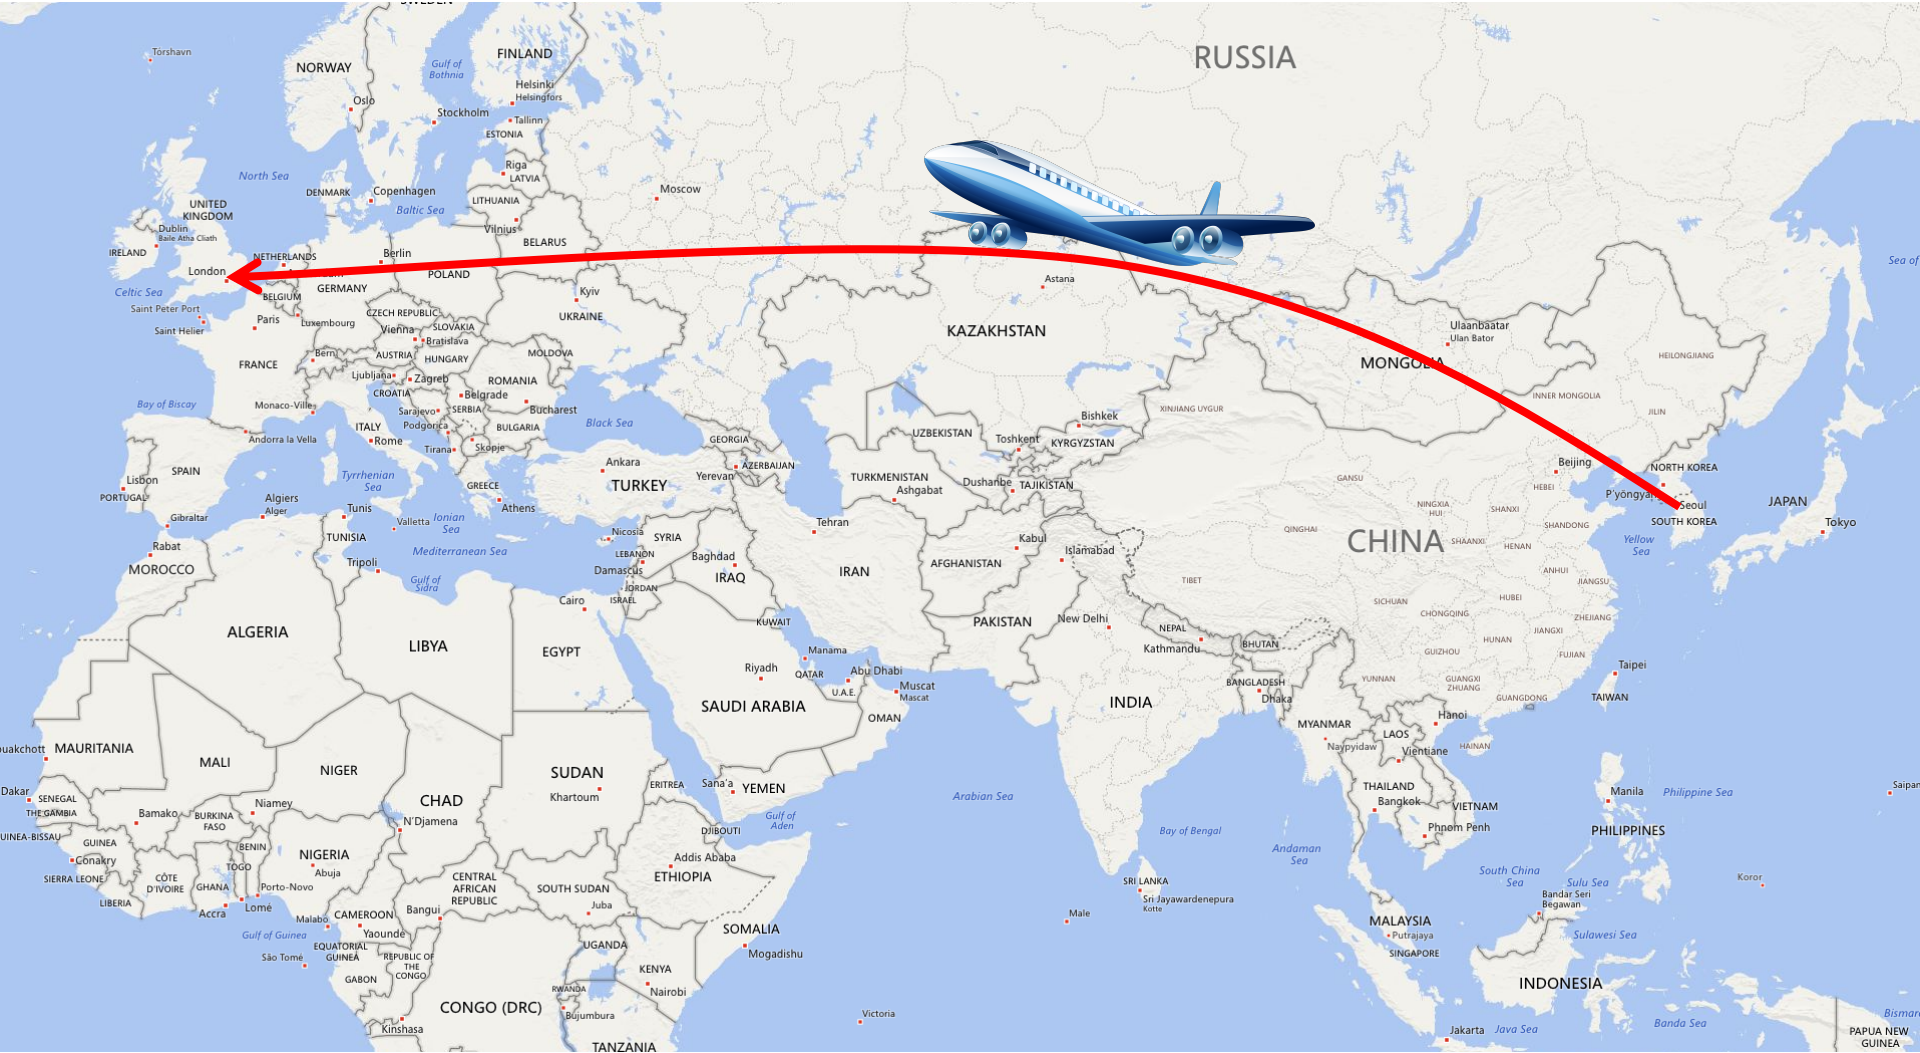 SWEDEN
Torshavn
FINLAND
NORWAY
Gulf of
Bothnia
RUSSIA
Helsinki
Helsingfors
Oslo
Stockholm
Tallinn
ESTONIA
Riga
LATVIA
North Sea
DENMARK
Copenhagen
Moscow
UNITED
KINGDOM
LITHUANIA
Baltic Sea
Dublin
Baile Atha Cliath
Vilnius
BELARUS
IRELAND
NETHERLANDS
Berlin
London
POLAND
GERMANY
Celtic Sea
BELGIUM
Kyiv
Astana
Sea of
Saint Peter Port
Paris
Luxembourg
CZECH REPUBLIC
UKRAINE
Saint Helier
Vienna
SLOVAKIA
Bratislava
KAZAKHSTAN
Ulaanbaatar
Ulan Bator
FRANCE
Bern
AUSTRIA
HUNGARY
MOLDOVA
MONGOLIA
HEILONGJIANG
Ljubljana
Zagreb
ROMANIA
CROATIA
Belgrade
INNER MONGOLIA
Bay of Biscay
Monaco-Ville
Sarajevo
SERBIA
Bucharest
XINJIANG UYGUR
JILIN
ITALY
Podgorica
BULGARIA
Black Sea
Bishkek
Andorra la Vella
Rome
Tirana
Skopje
GEORGIA
UZBEKISTAN
Toshkent
KYRGYZSTAN
SPAIN
Tyrrhenian
Sea
Ankara
Yerevan
AZERBAIJAN
TURKMENISTAN
Dushanbe
TAJIKISTAN
GANSU
Beijing
NORTH KOREA
Lisbon
PORTUGAL
GREECE
TURKEY
Ashgabat
HEBEI
P'yŏngyang
Algiers
Alger
Tunis
Athens
NINGXIA
HUI
SHANXI
Seoul
SOUTH KOREA
JAPAN
Gibraltar
Valletta
Ionian
Sea
Nicosia
Tehran
QINGHAI
SHANDONG
Tokyo
Rabat
TUNISIA
SYRIA
Kabul
CHINA
SHAANXI
HENAN
Yellow
Sea
MOROCCO
Tripoli
Mediterranean Sea
LEBANON
Baghdad
Islamabad
Damascus
IRAQ
IRAN
AFGHANISTAN
ANHUI
JIANGSU
Gulf of
Sidra
JORDAN
TIBET
Cairo
ISRAEL
SICHUAN
HUBEI
ALGERIA
KUWAIT
PAKISTAN
New Delhi
NEPAL
CHONGQING
ZHEJIANG
LIBYA
EGYPT
Manama
Kathmandu
BHUTAN
HUNAN
JIANGXI
Riyadh
QATAR
Abu Dhabi
GUIZHOU
FUJIAN
U.A.E.
Muscat
Mascat
BANGLADESH
Dhaka
YUNNAN
GUANGXI
ZHUANG
GUANGDONG
Taipei
TAIWAN
SAUDI ARABIA
OMAN
INDIA
MYANMAR
Hanoi
LAOS
uakchott
MAURITANIA
MALI
NIGER
Naypyidaw
Vientiane
HAINAN
SUDAN
ERITREA
Sana'a
YEMEN
Dakar
SENEGAL
THE GAMBIA
Khartoum
Arabian Sea
THAILAND
Bangkok
VIETNAM
Manila
Philippine Sea
Saipan
CHAD
Bamako
BURKINA
FASO
Niamey
N'Djamena
Gulf of
Aden
DJIBOUTI
Bay of Bengal
Phnom Penh
PHILIPPINES
UINEA-BISSAU
GUINEA
BENIN
NIGERIA
Abuja
Andaman
Sea
Conakry
TOGO
Addis Ababa
ETHIOPIA
SIERRA LEONE
CÔTE
D'IVOIRE
GHANA
Porto-Novo
CENTRAL
AFRICAN
REPUBLIC
SOUTH SUDAN
SRI LANKA
Sri Jayawardenepura
Kotte
South China
Sea
Sulu Sea
Koror
LIBERIA
Accra
Lomé
Malabo
CAMEROON
Bangui
Juba
Bandar Seri
Begawan
Gulf of Guinea
Yaounde
SOMALIA
Male
MALAYSIA
Putrajaya
Sulawesi Sea
EQUATORIAL
GUINEA
UGANDA
Mogadishu
SINGAPORE
São Tomé
REPUBLIC OF
THE
CONGO
GABON
KENYA
INDONESIA
RWANDA
Nairobi
CONGO (DRC)
Bujumbura
Victoria
Kinshasa
Jakarta
Java Sea
Banda Sea
Bismarc
TANZANIA
PAPUA NEW
GUINEA